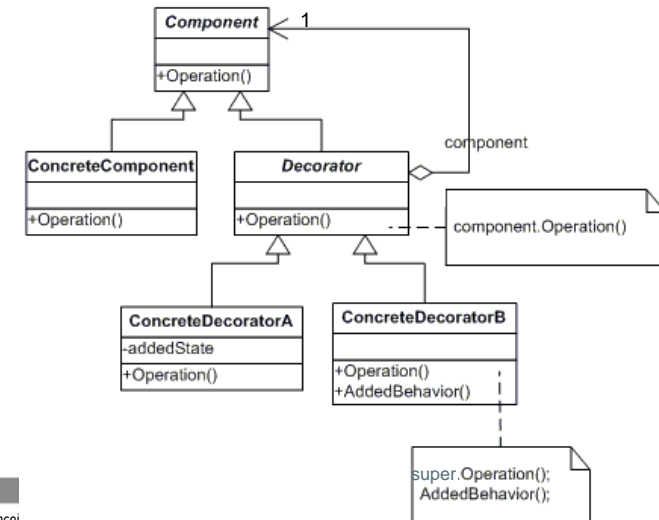 Component
1
+Operation()
component
ConcreteComponent
Decorator
+Operation()
+Operation()
component.Operation()
ConcreteDecoratorA
ConcreteDecoratorB
-addedState
+Operation()
+Operation()
+AddedBehavior()
super.Operation();
AddedBehavior();